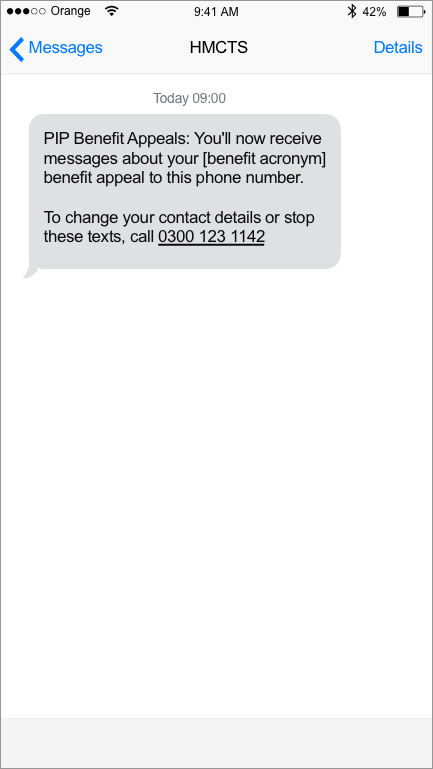 Orange 9:41 AM 42%
Messages HMCTS Details
Today 09:00
PIP Benefit Appeals: You'll now receive
messages about your [benefit acronym]
benefit appeal to this phone number.
To change your contact details or stop
these texts, call 0300 123 1142